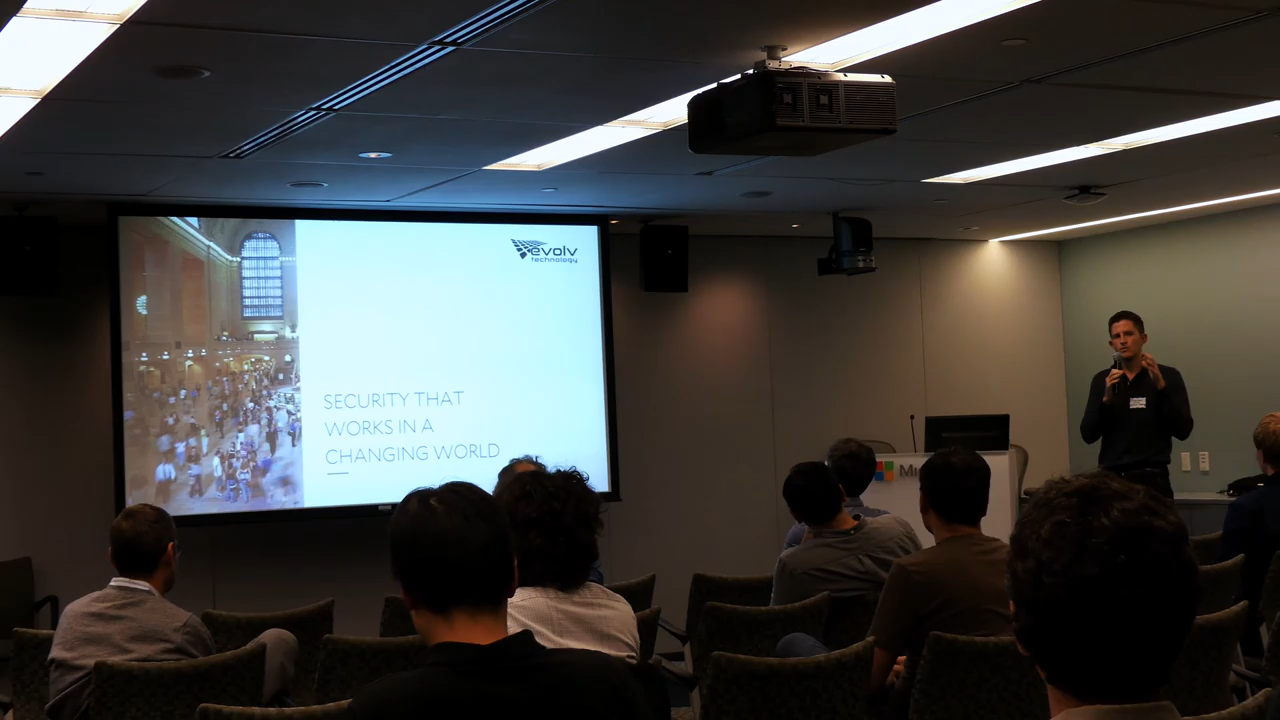 evolv
technology
SECURITY THAT
WORKS IN A
CHANGING WORLD